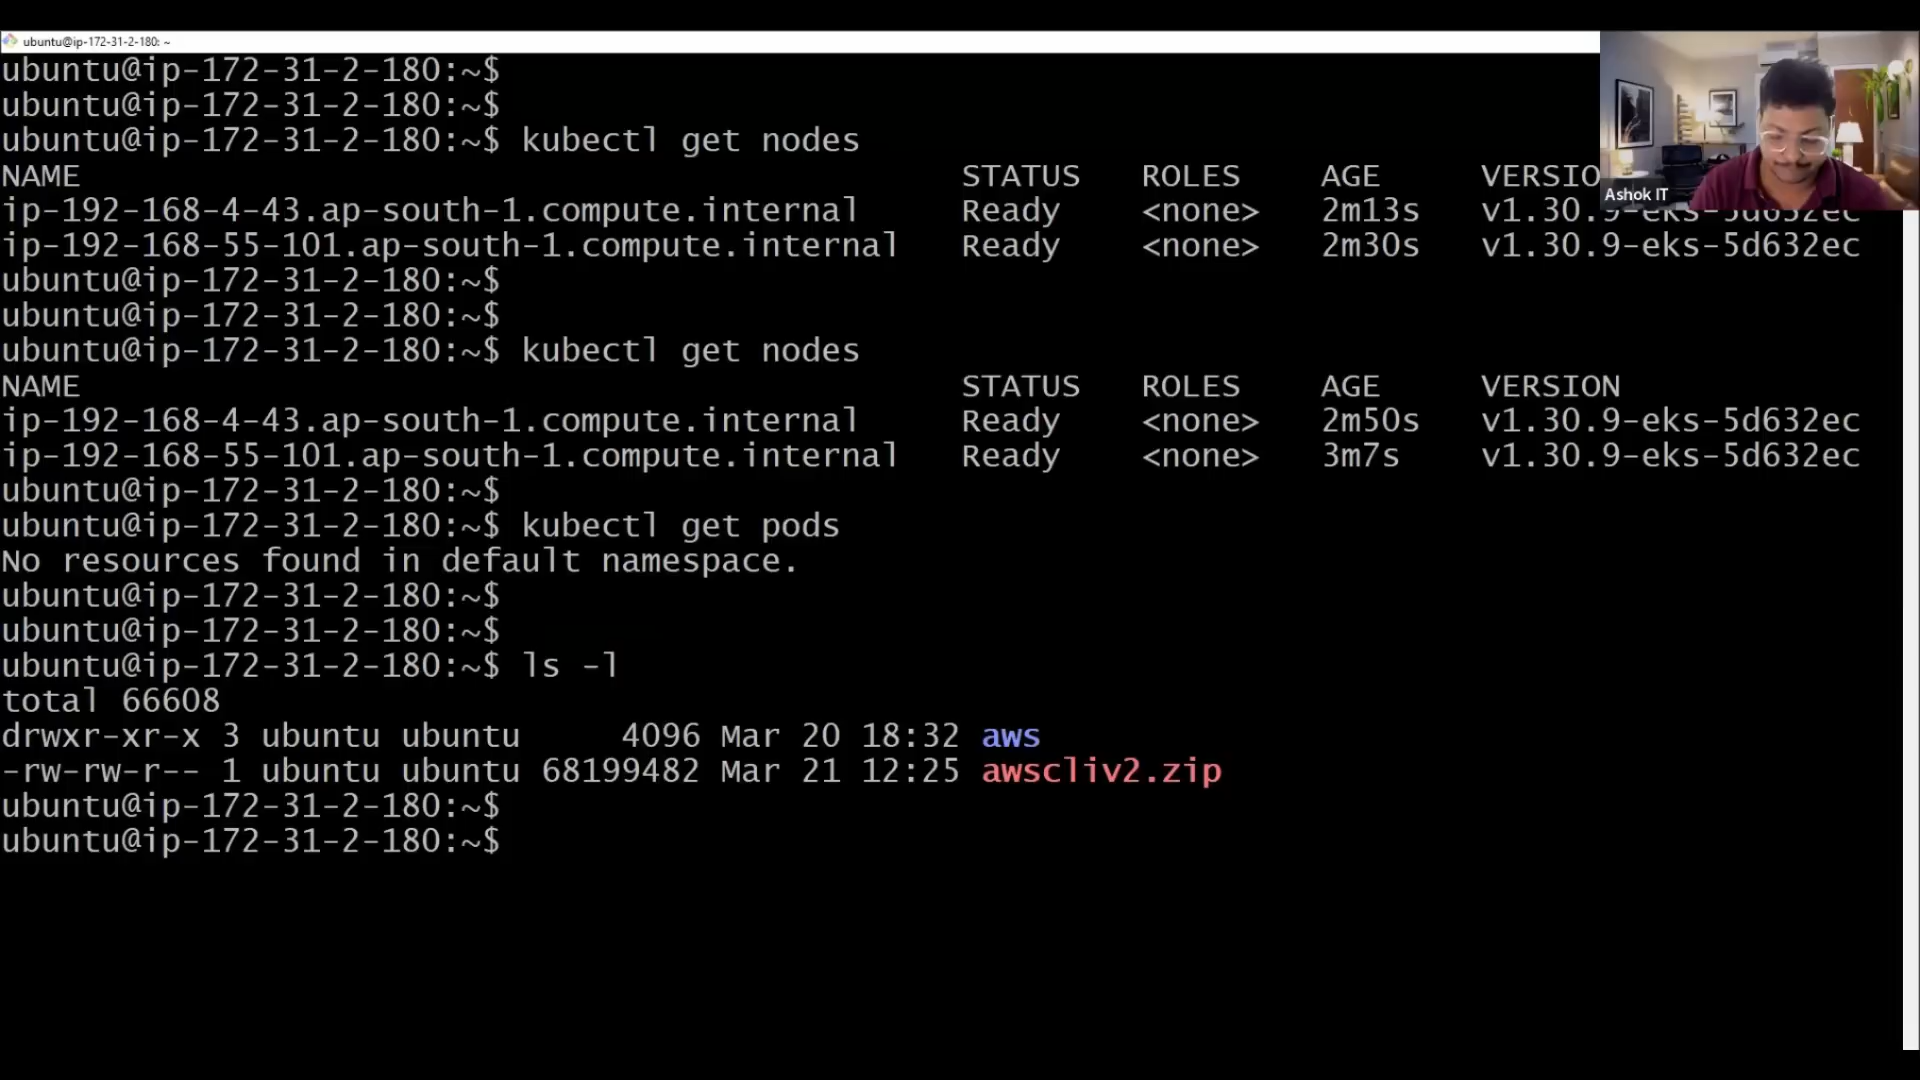 ubuntu@ip-172-31-2-180: ~
ubuntu@ip-172-31-2-180:~$
ubuntu@ip-172-31-2-180:~$
ubuntu@ip-172-31-2-180:~$ kubectl get nodes
NAME STATUS ROLES AGE VERSIO
ip-192-168-4-43.ap-south-1.compute.internal Ready <none> 2m13s v1.30.9-eks-5d632ec
ip-192-168-55-101.ap-south-1.compute.internal Ready <none> 2m30s v1.30.9-eks-5d632ec
ubuntu@ip-172-31-2-180:~$
ubuntu@ip-172-31-2-180:~$
ubuntu@ip-172-31-2-180:~$ kubectl get nodes
NAME STATUS ROLES AGE VERSION
ip-192-168-4-43.ap-south-1.compute.internal Ready <none> 2m50s v1.30.9-eks-5d632ec
ip-192-168-55-101.ap-south-1.compute.internal Ready <none> 3m7s v1.30.9-eks-5d632ec
ubuntu@ip-172-31-2-180:~$
ubuntu@ip-172-31-2-180:~$ kubectl get pods
No resources found in default namespace.
ubuntu@ip-172-31-2-180:~$
ubuntu@ip-172-31-2-180:~$
ubuntu@ip-172-31-2-180:~$ ls -l
total 66608
drwxr-xr-x 3 ubuntu ubuntu 4096 Mar 20 18:32 aws
-rw-rw-r-- 1 ubuntu ubuntu 68199482 Mar 21 12:25 awscliv2.zip
ubuntu@ip-172-31-2-180:~$
ubuntu@ip-172-31-2-180:~$
Ashok IT